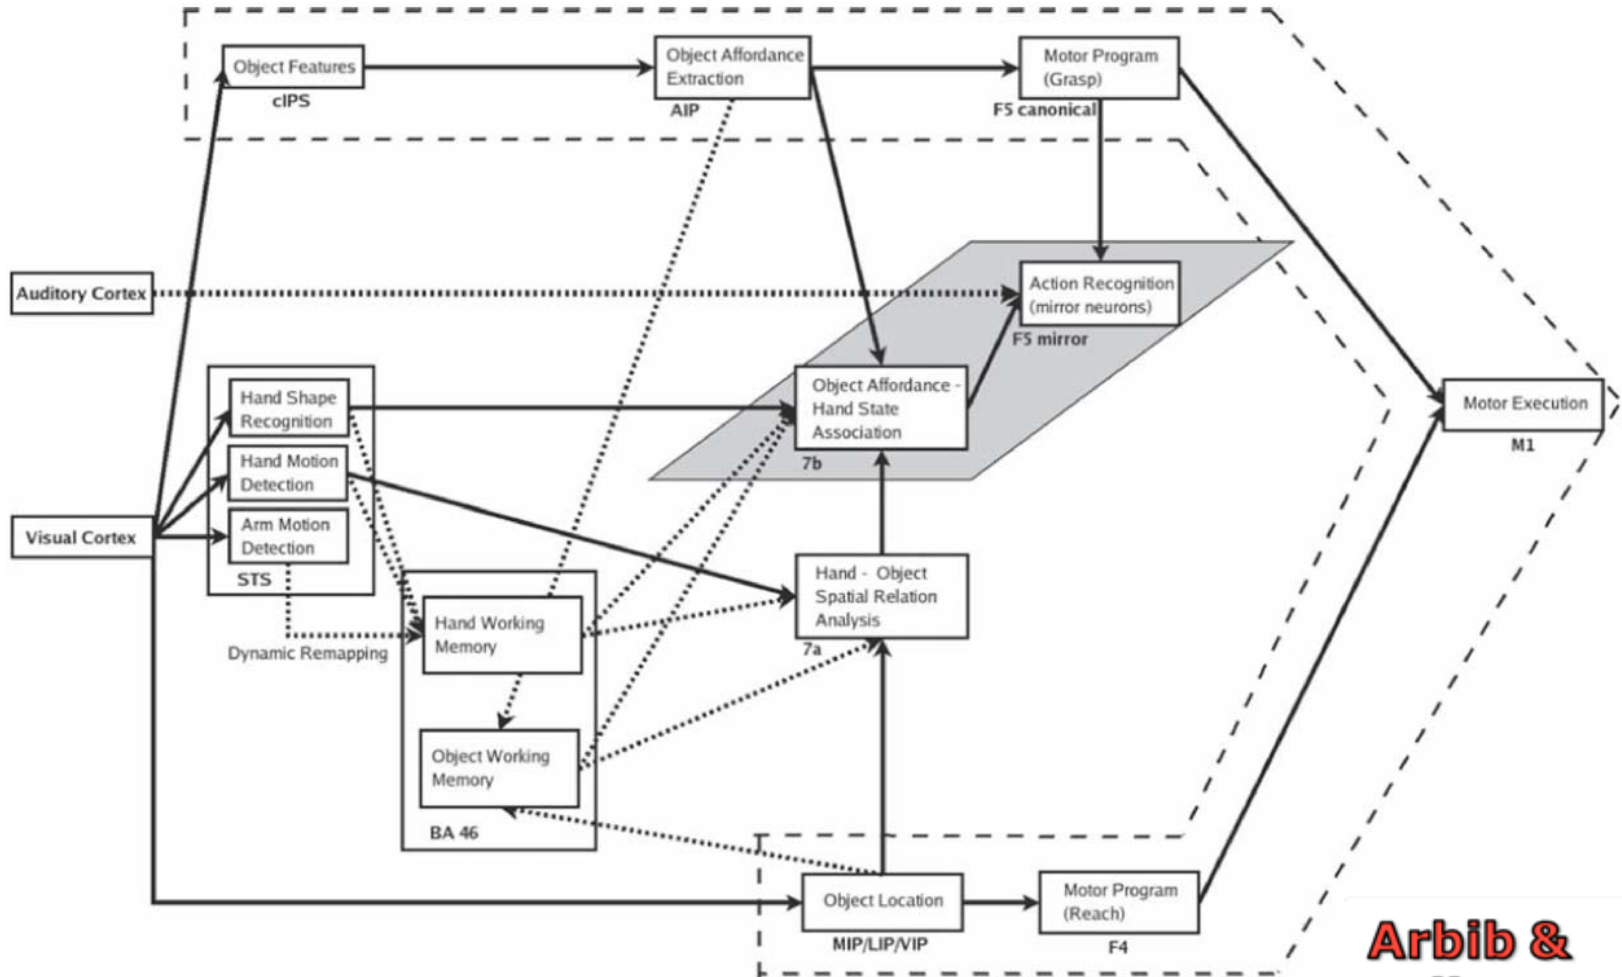 Object Features
cIPS
Object Affordance
Extraction
AIP
Motor Program
(Grasp)
F5 canonical
Auditory Cortex
Action Recognition
(mirror neurons)
F5 mirror
Hand Shape
Recognition
Hand Motion
Detection
Arm Motion
Detection
STS
Visual Cortex
Dynamic Remapping
Object Affordance -
Hand State
Association
7b
Motor Execution
M1
Hand - Object
Spatial Relation
Analysis
7a
Hand Working
Memory
Object Working
Memory
BA 46
Object Location
MIP/LIP/VIP
Motor Program
(Reach)
F4
Arbib &